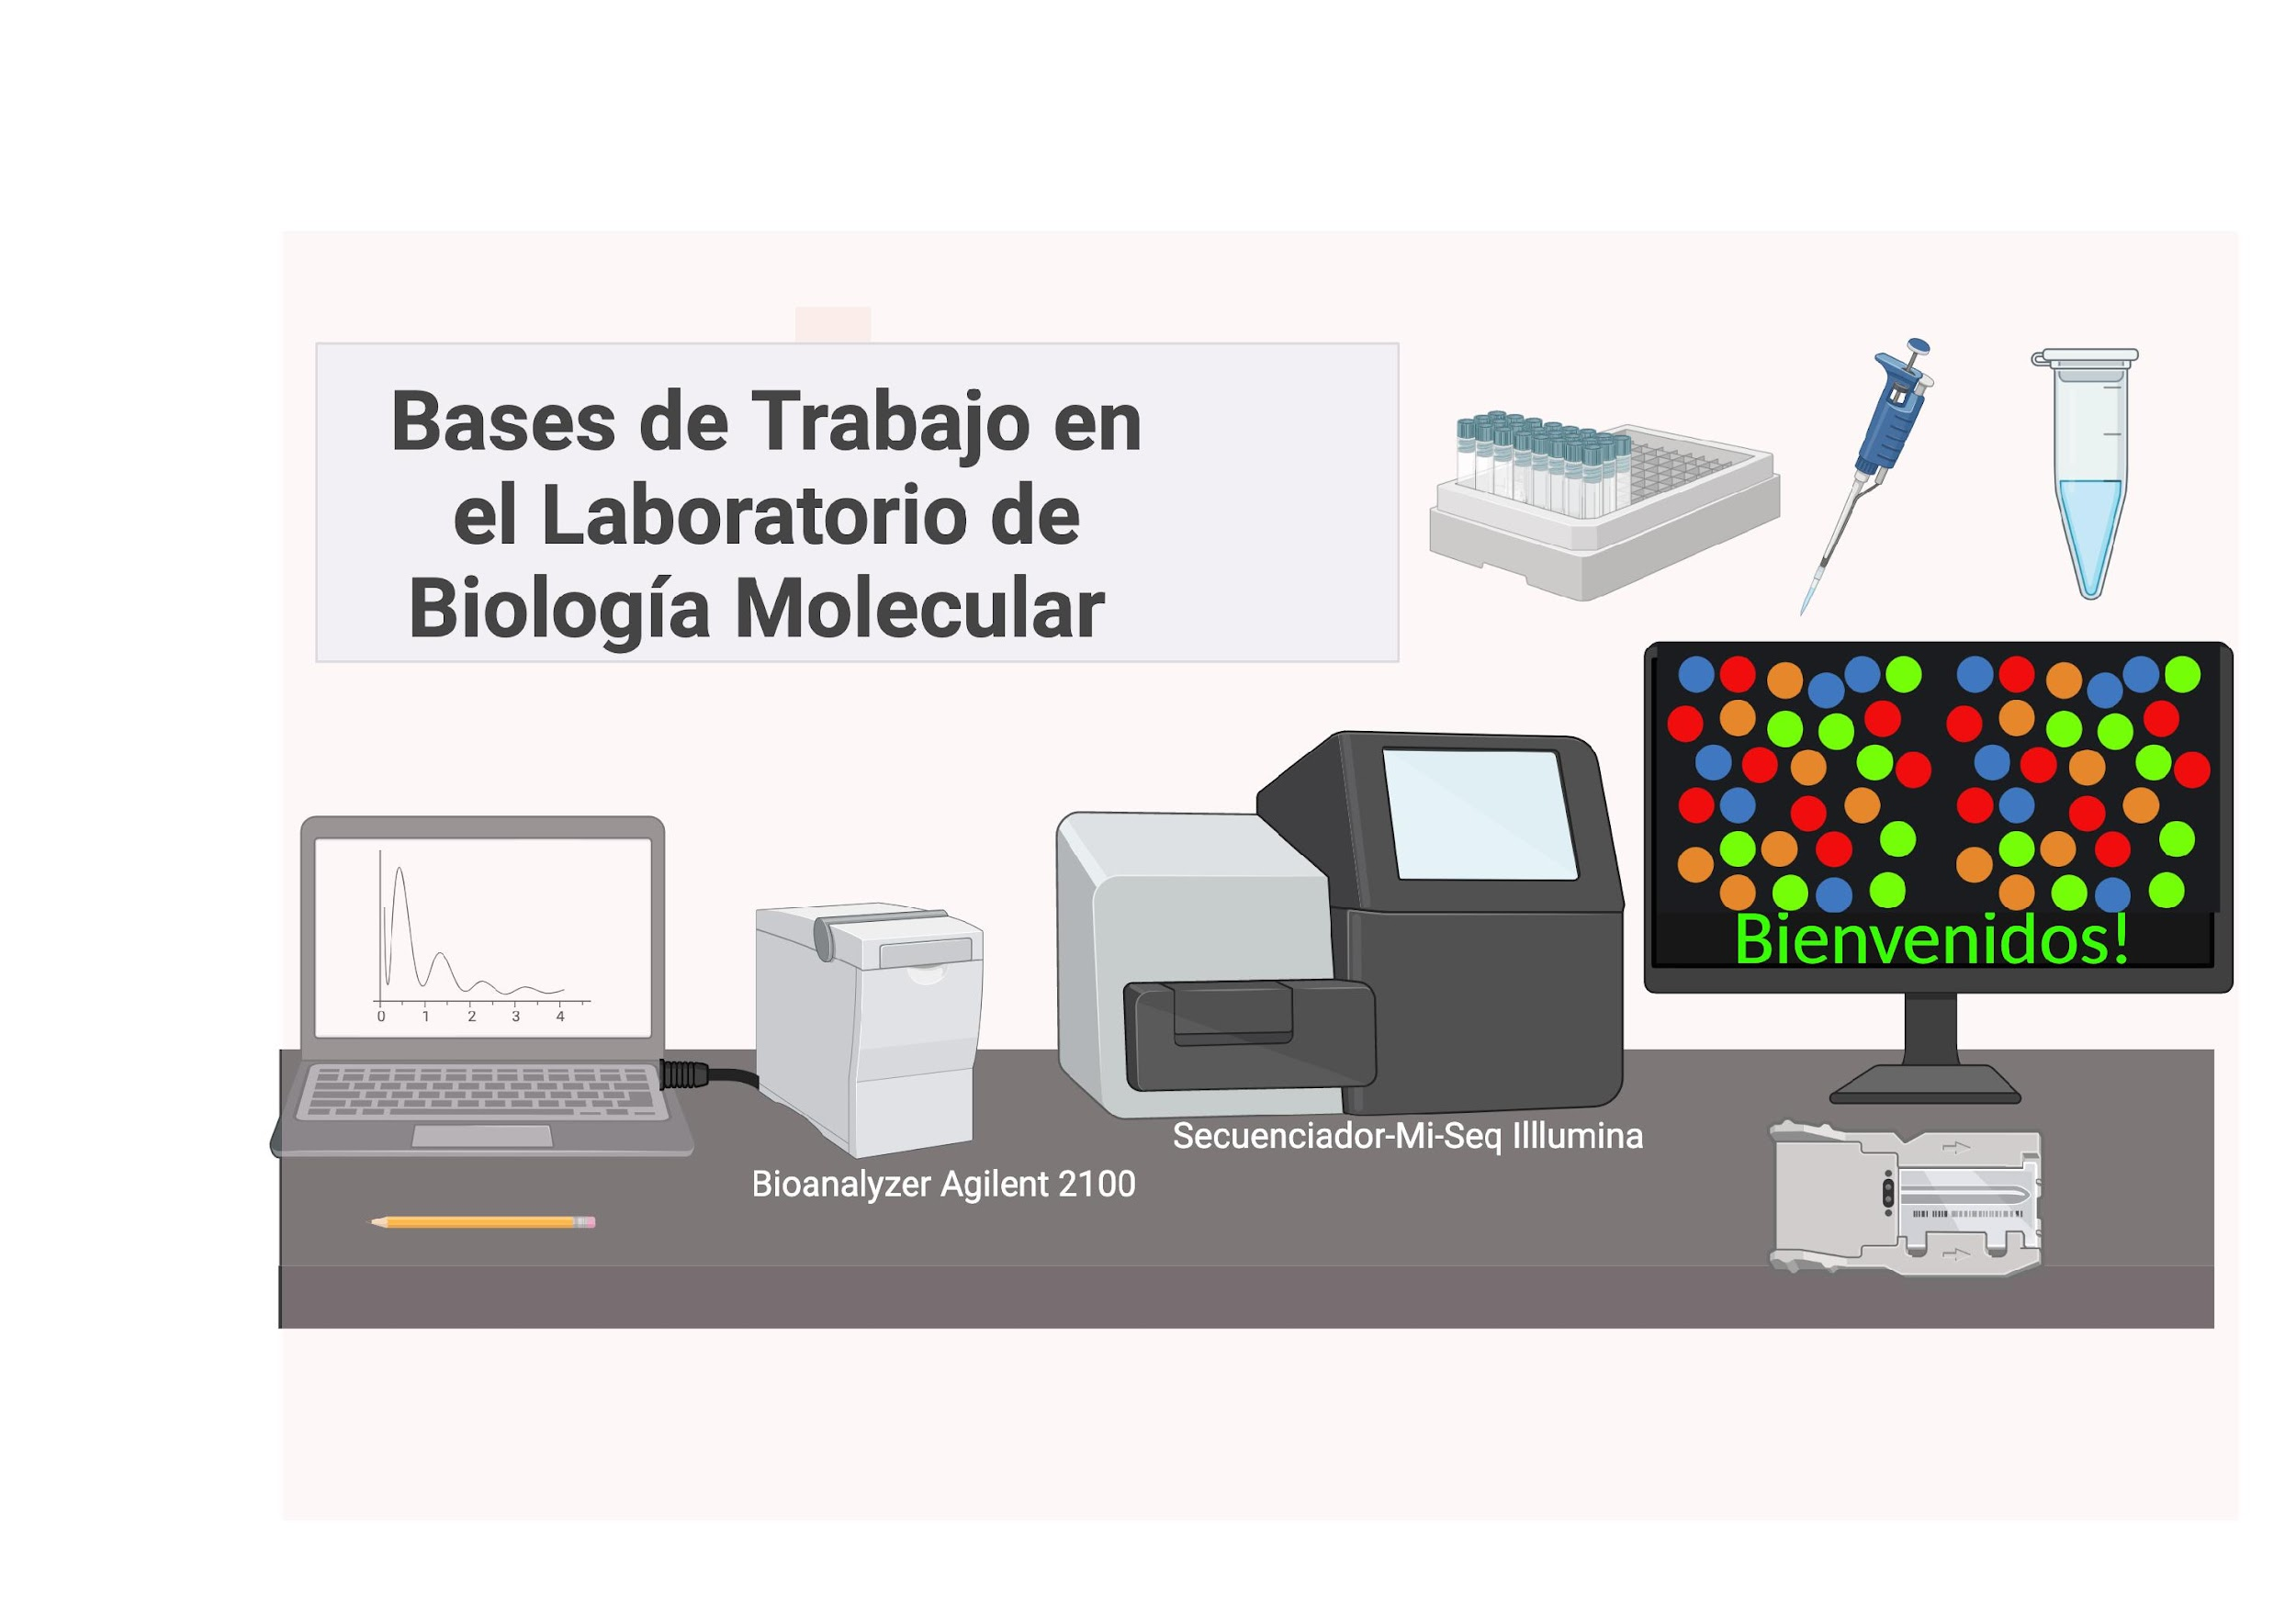 Bases de Trabajo en
el Laboratorio de
Biología Molecular
Bienvenidos!
0 1 2 3 4
Secuenciador-Mi-Seq Illlumina
Bioanalyzer Agilent 2100